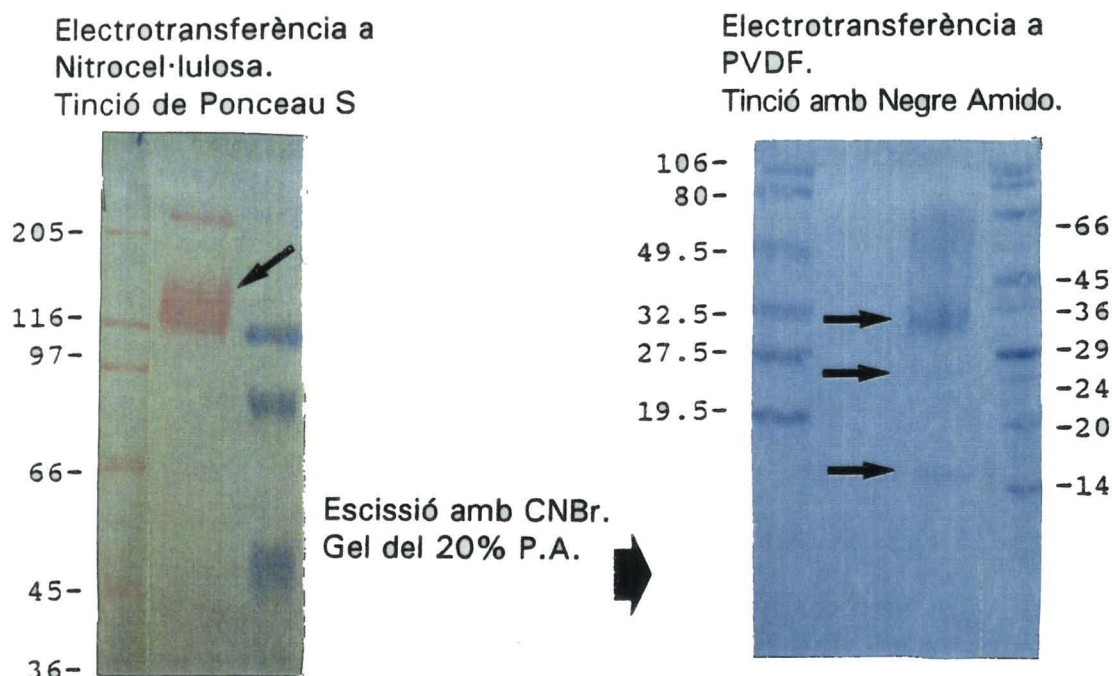 Electrotransferència a
Nitrocel·lulosa.
Tinció de Ponceau S
205-
116-
97-
66-
45-
36-
Escissió amb CNBr.
Gel del 20% P.A.
Electrotransferència a
PVDF.
Tinció amb Negre Amido.
106-
80-
49.5-
32.5-
27.5-
19.5-
-66
-45
-36
-29
-24
-20
-14